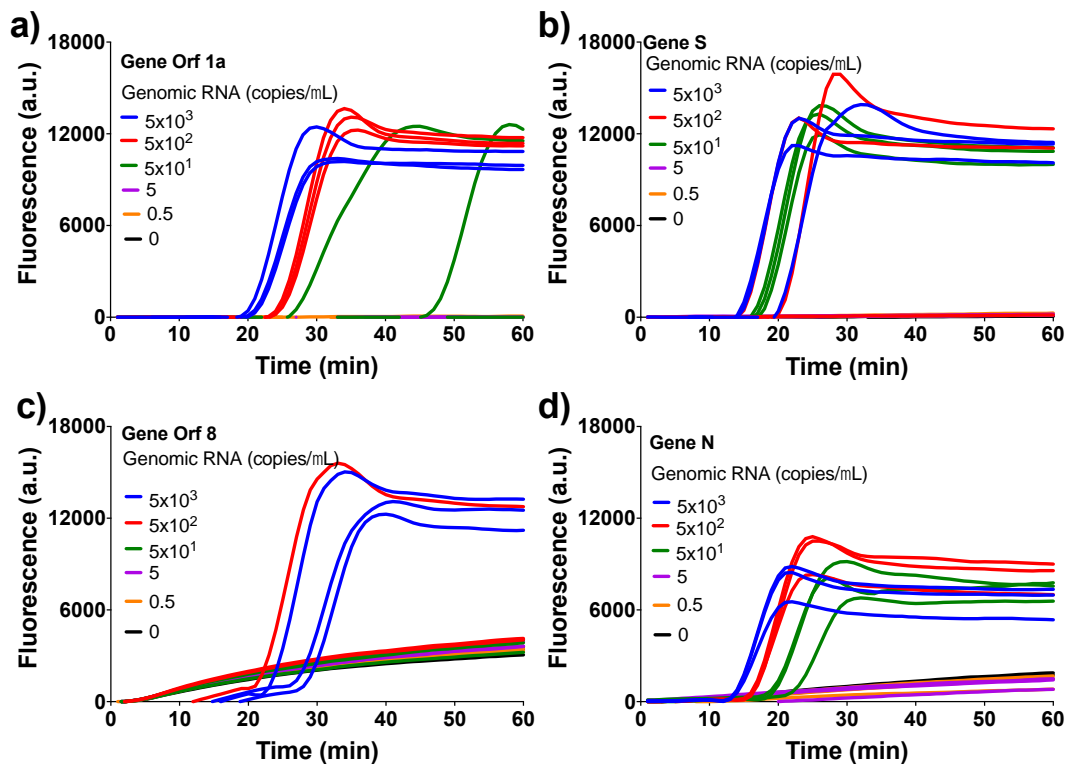 a)
Gene Orf 1a
Genomic RNA (copies/mL)
5x10³
5x10²
5x10¹
5
0.5
0
Fluorescence (a.u.)
18000
12000
6000
0
0 10 20 30 40 50 60
Time (min)
b)
Gene S
Genomic RNA (copies/mL)
5x10³
5x10²
5x10¹
5
0.5
0
Fluorescence (a.u.)
18000
12000
6000
0
0 10 20 30 40 50 60
Time (min)
c)
Gene Orf 8
Genomic RNA (copies/mL)
5x10³
5x10²
5x10¹
5
0.5
0
Fluorescence (a.u.)
18000
12000
6000
0
0 10 20 30 40 50 60
Time (min)
d)
Gene N
Genomic RNA (copies/mL)
5x10³
5x10²
5x10¹
5
0.5
0
Fluorescence (a.u.)
18000
12000
6000
0
0 10 20 30 40 50 60
Time (min)